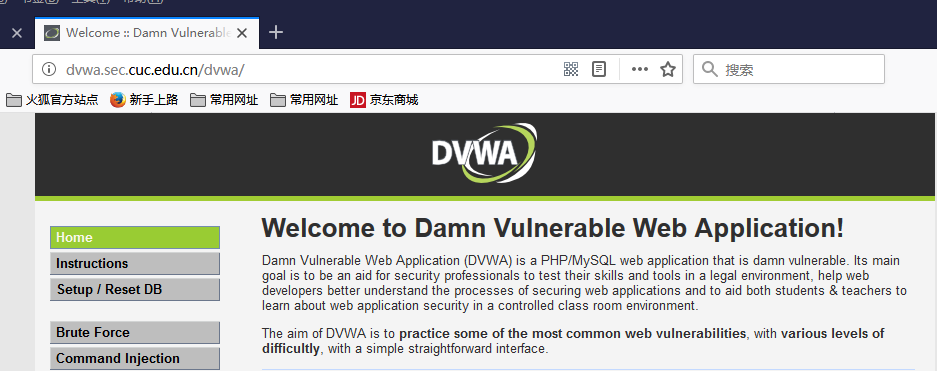 书签(B) 工具(T) 帮助(H)
Welcome :: Damn Vulnerable
dvwa.sec.cuc.edu.cn/dvwa/
搜索
火狐官方站点 新手上路 常用网址 常用网址 JD 京东商城
DVWA
Home
Instructions
Setup / Reset DB
Brute Force
Command Injection
Welcome to Damn Vulnerable Web Application!
Damn Vulnerable Web Application (DVWA) is a PHP/MySQL web application that is damn vulnerable. Its main
goal is to be an aid for security professionals to test their skills and tools in a legal environment, help web
developers better understand the processes of securing web applications and to aid both students & teachers to
learn about web application security in a controlled class room environment.
The aim of DVWA is to practice some of the most common web vulnerabilities, with various levels of
difficultly, with a simple straightforward interface.